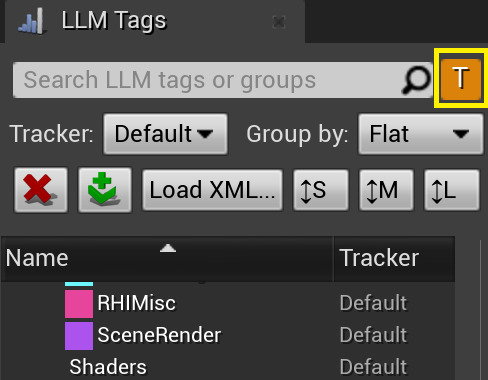 LLM Tags
Search LLM tags or groups T
Tracker: Default Group by: Flat
Load XML... ↕S ↕M ↕L
Name Tracker
RHIMisc Default
SceneRender Default
Shaders Default